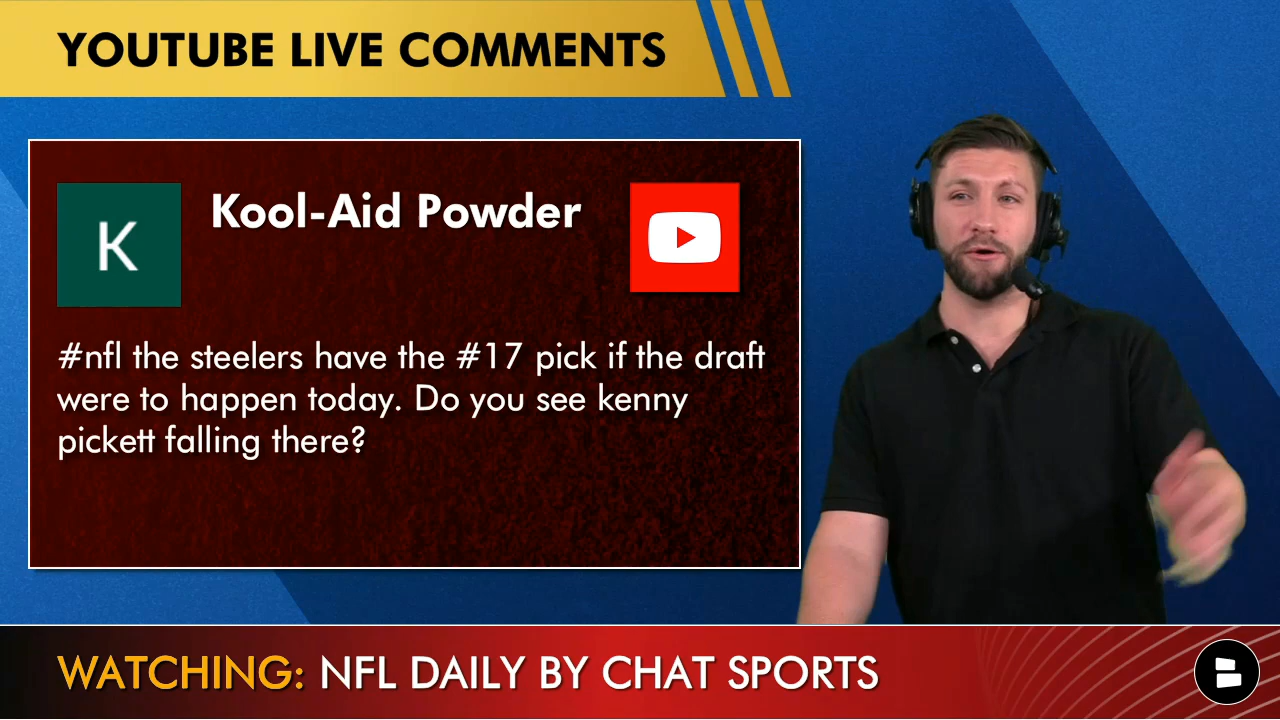 YOUTUBE LIVE COMMENTS
K
Kool-Aid Powder
#nfl the steelers have the #17 pick if the draft
were to happen today. Do you see kenny
pickett falling there?
WATCHING: NFL DAILY BY CHAT SPORTS